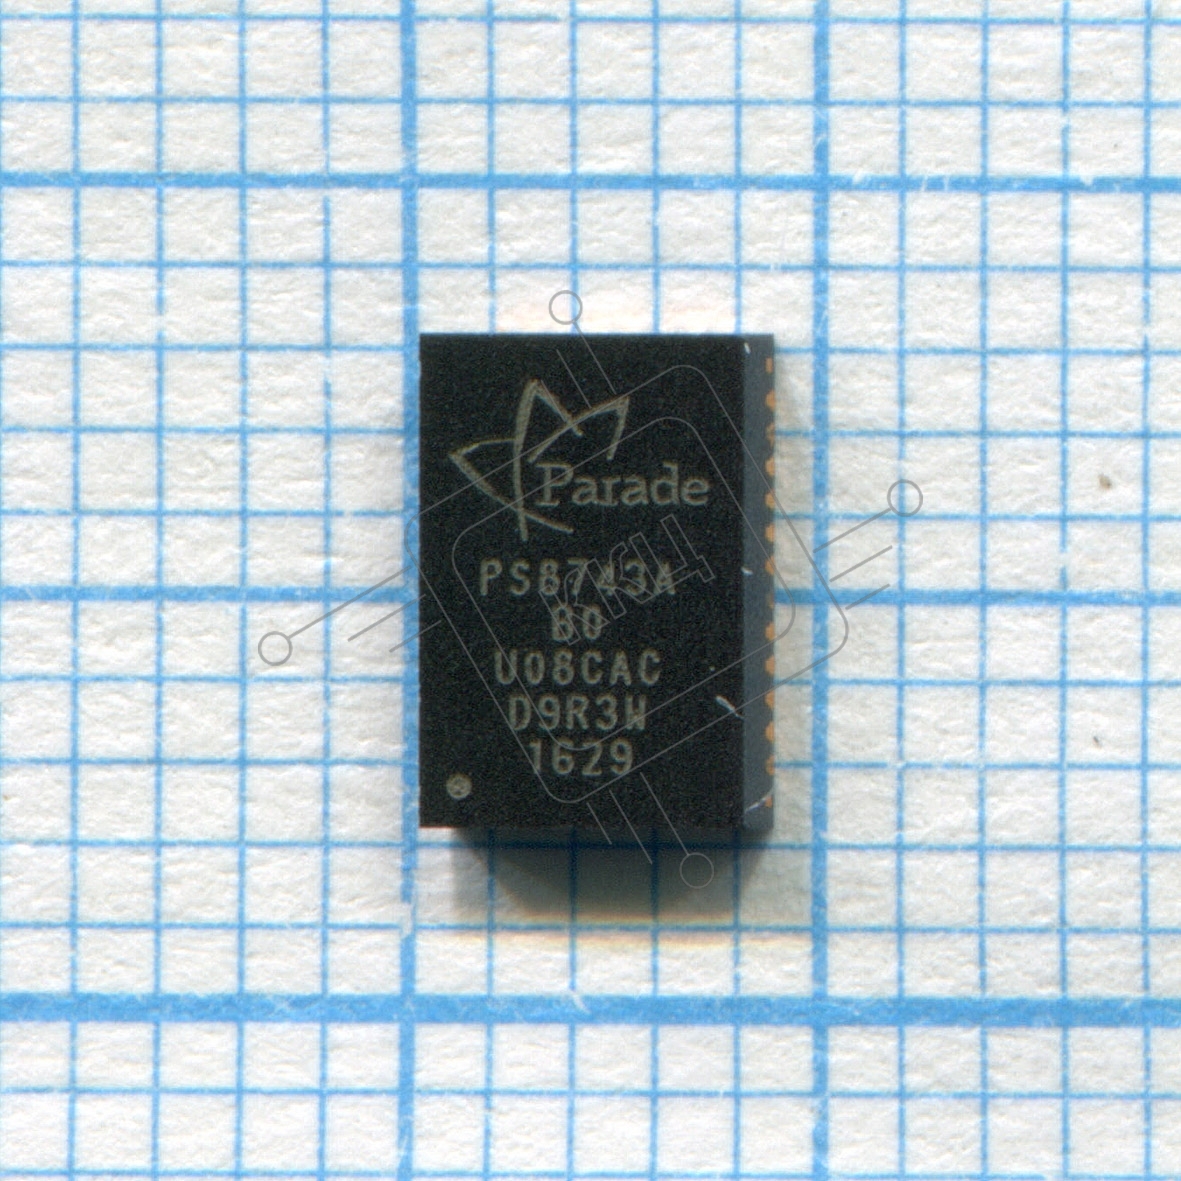 Parade
PS8743A
B0
U08CAC
D9R3W
1629